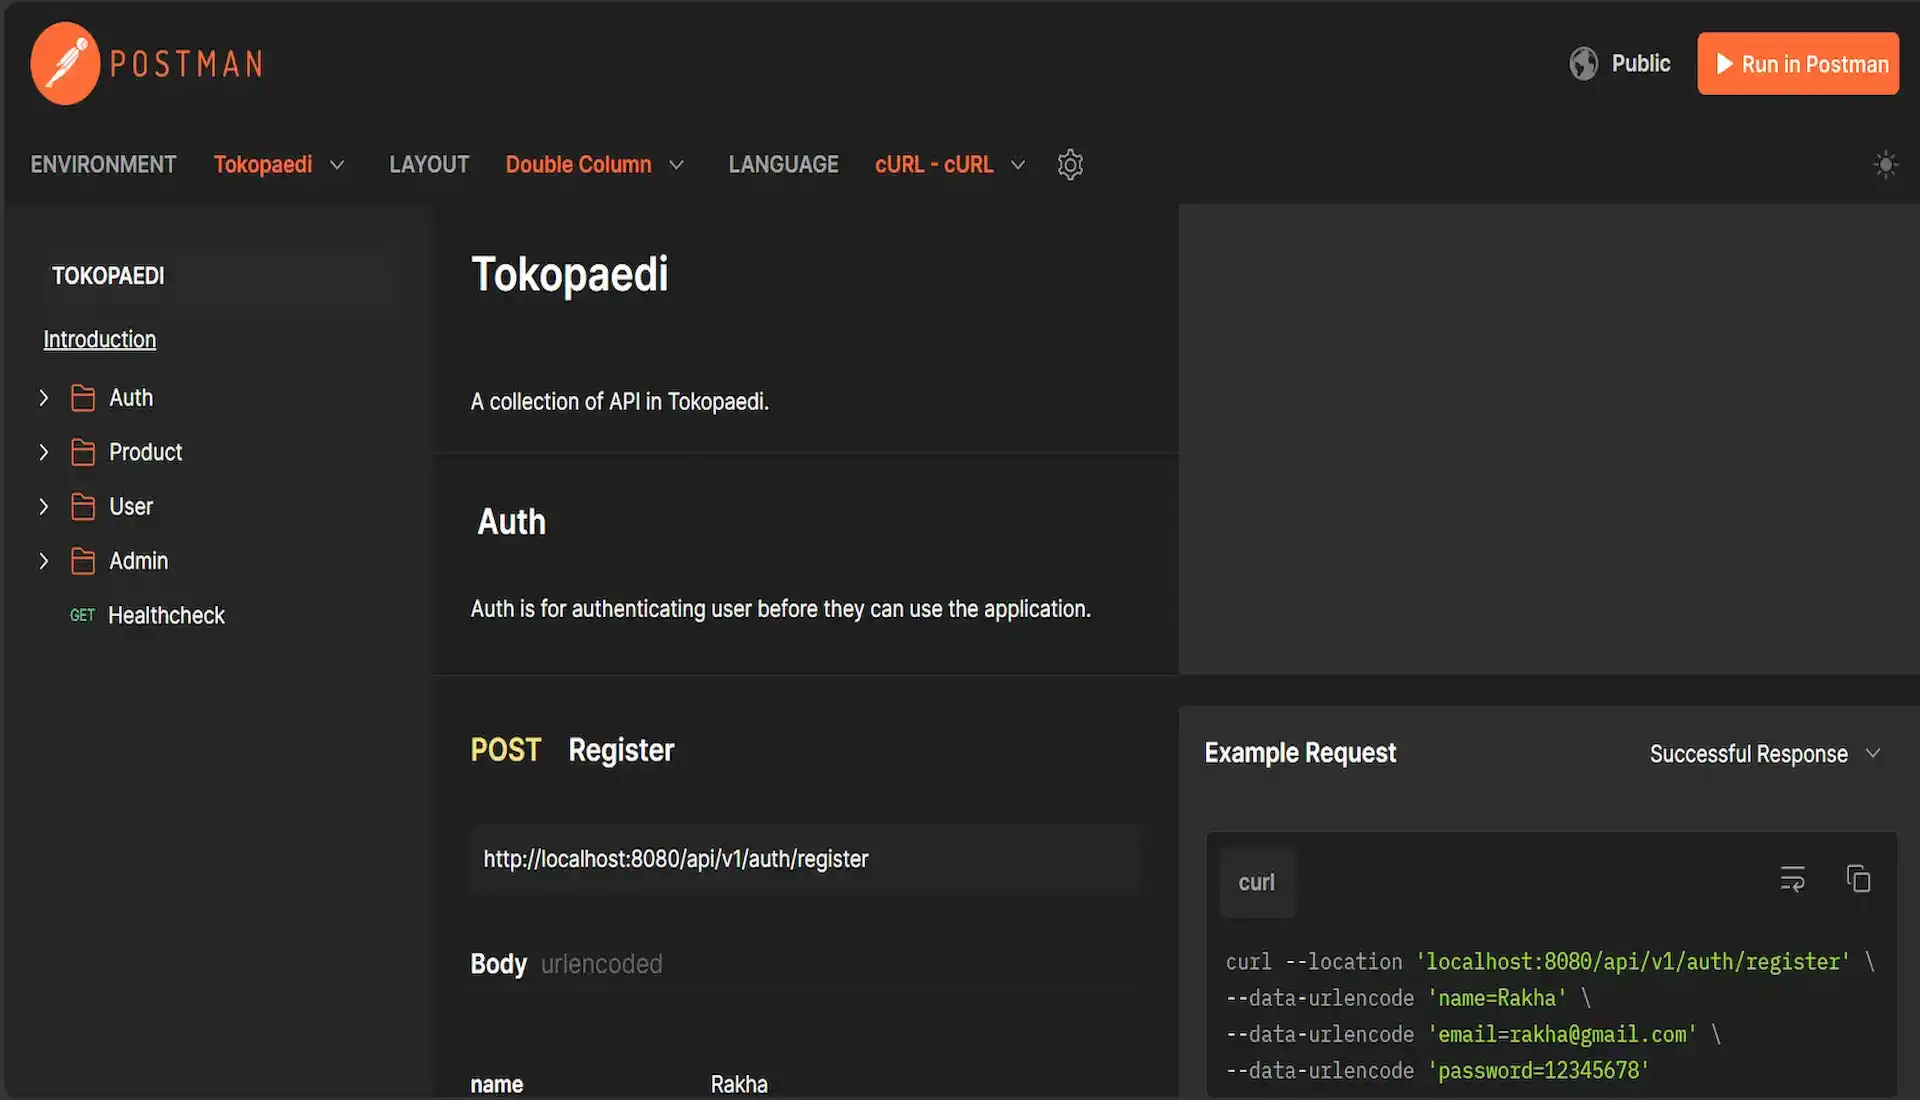 POSTMAN
Public
Run in Postman
ENVIRONMENT Tokopaedi LAYOUT Double Column LANGUAGE cURL - cURL
TOKOPAEDI
Introduction
Auth
Product
User
Admin
GET Healthcheck
Tokopaedi
A collection of API in Tokopaedi.
Auth
Auth is for authenticating user before they can use the application.
POST Register
http://localhost:8080/api/v1/auth/register
Body urlencoded
name Rakha
Example Request Successful Response
curl
curl --location 'localhost:8080/api/v1/auth/register' \
--data-urlencode 'name=Rakha' \
--data-urlencode 'email=rakha@gmail.com' \
--data-urlencode 'password=12345678'